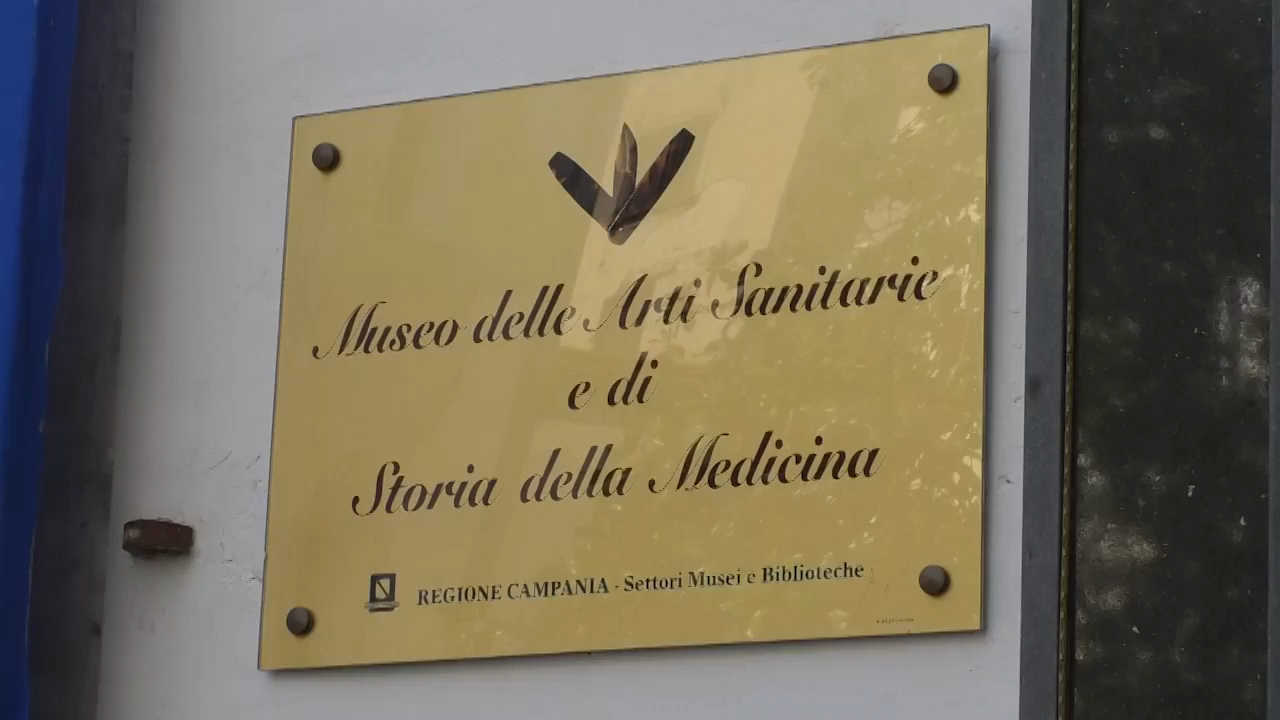 Museo delle Arti Sanitarie
e di
Storia della Medicina
REGIONE CAMPANIA - Settori Musei e Biblioteche